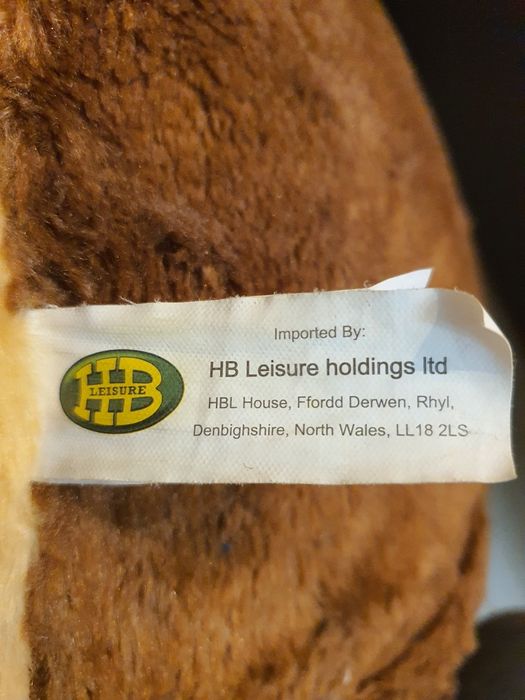 Imported By:
HB Leisure holdings ltd
HBL House, Ffordd Derwen, Rhyl,
Denbighshire, North Wales, LL18 2LS
HB
LEISURE